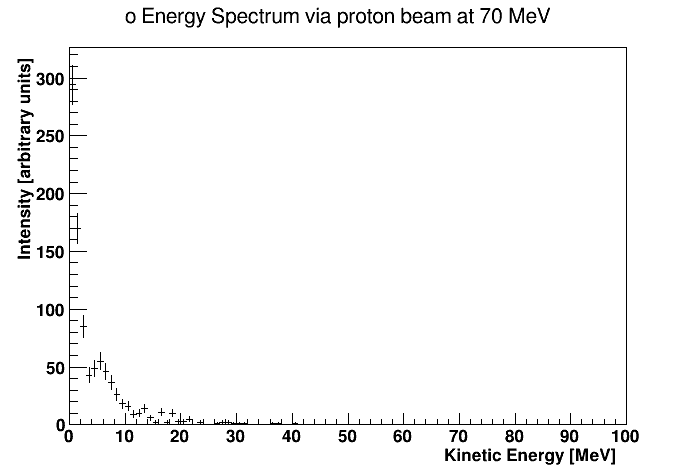 o Energy Spectrum via proton beam at 70 MeV
Intensity [arbitrary units]
300
250
200
150
100
50
0
0 10 20 30 40 50 60 70 80 90 100
Kinetic Energy [MeV]